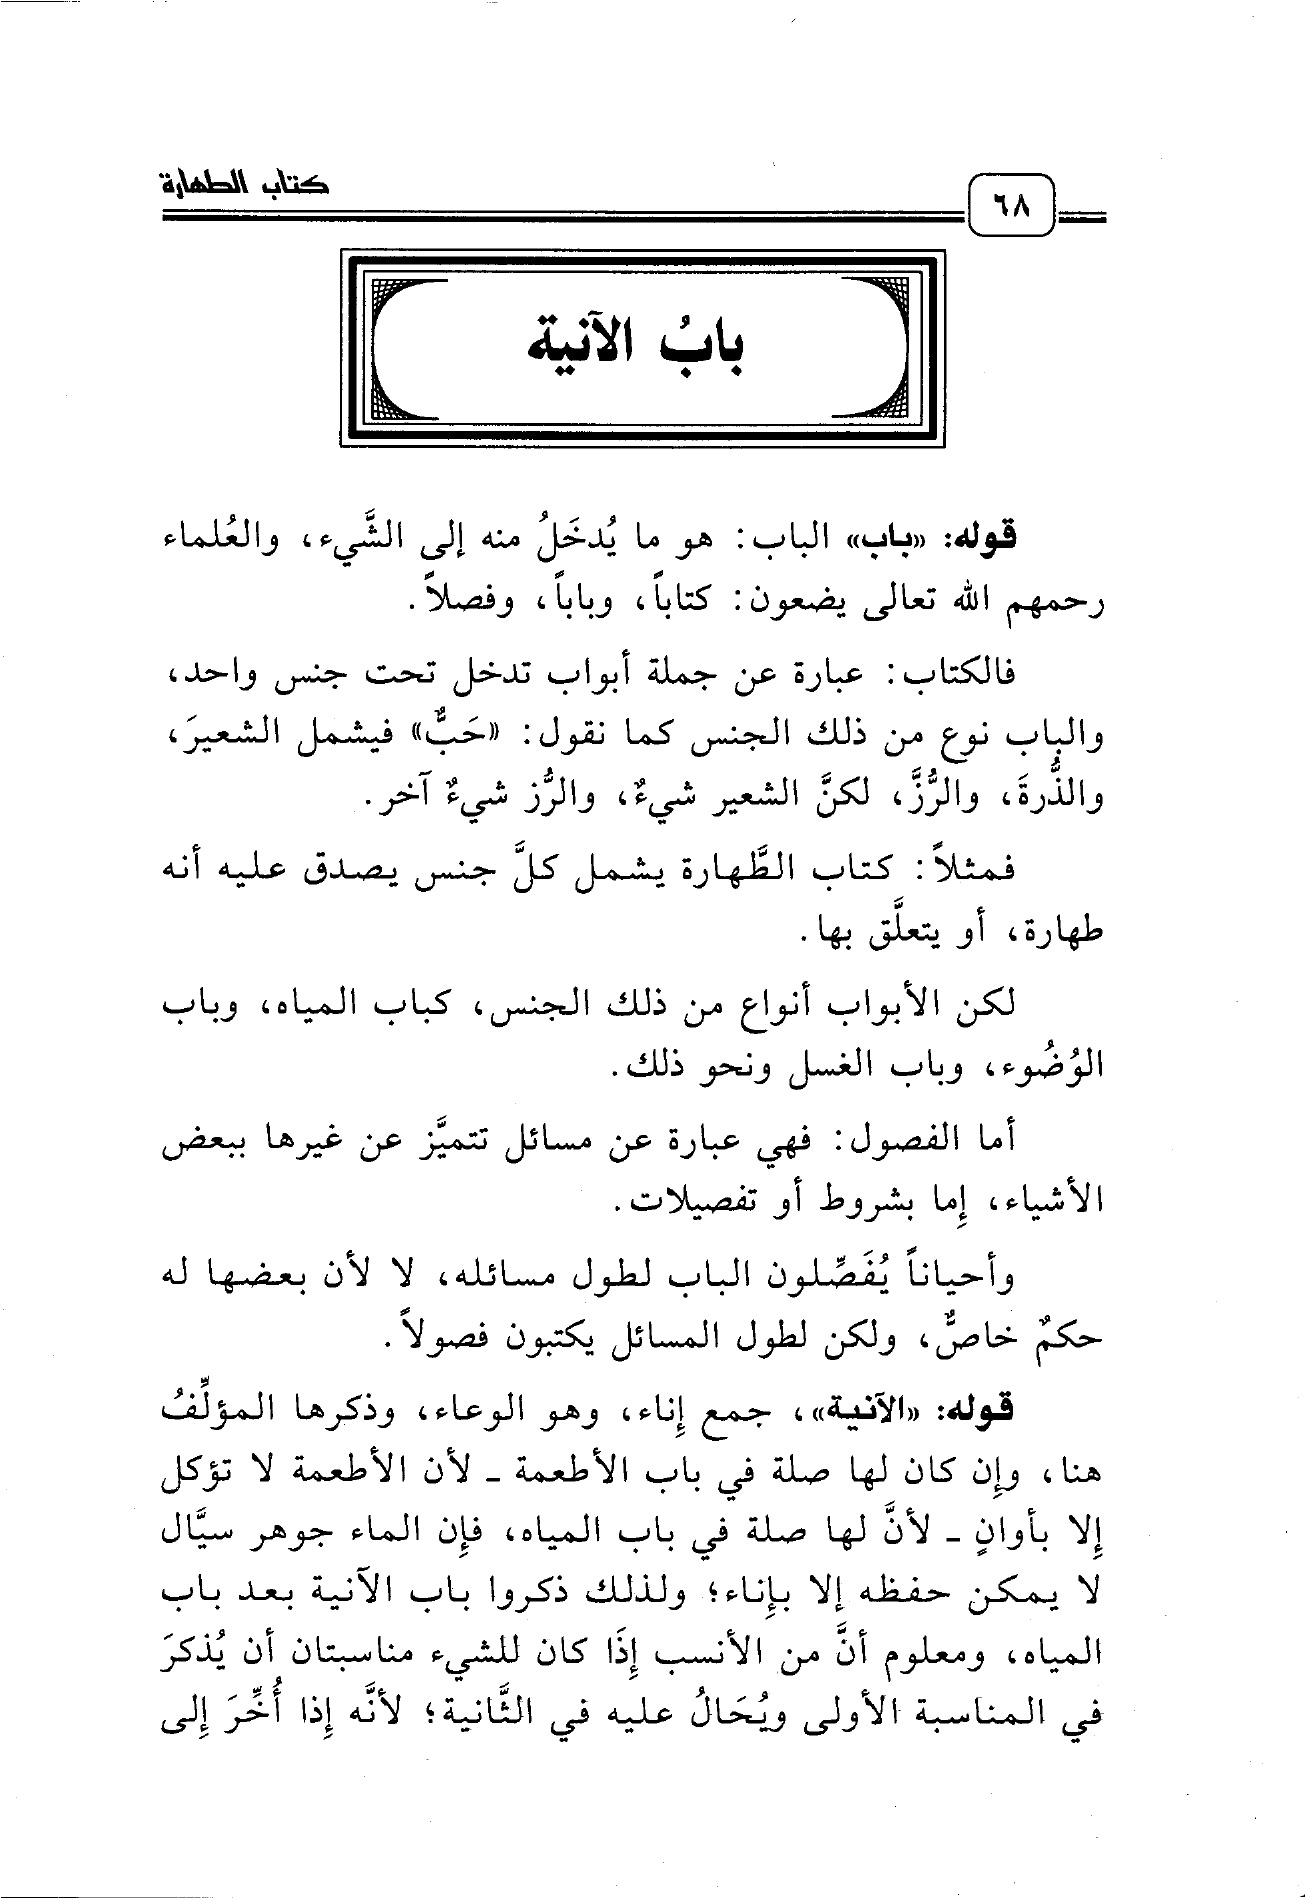 كتاب الطهارة
٦٨
بابُ الآنية
قوله: «باب» الباب: هو ما يُدخَلُ منه إلى الشَّيء، والعُلماء
رحمهم الله تعالى يضعون: كتاباً، وباباً، وفصلاً.
فالكتاب: عبارة عن جملة أبواب تدخل تحت جنس واحد،
والباب نوع من ذلك الجنس كما نقول: «حَبٌّ» فيشمل الشعيرَ،
والذُّرةَ، والرُّزَّ، لكنَّ الشعير شيءٌ، والرُّز شيءٌ آخر.
فمثلاً: كتاب الطَّهارة يشمل كلَّ جنس يصدق عليه أنه
طهارة، أو يتعلَّق بها.
لكن الأبواب أنواع من ذلك الجنس، كباب المياه، وباب
الوُضُوء، وباب الغسل ونحو ذلك.
أما الفصول: فهي عبارة عن مسائل تتميَّز عن غيرها ببعض
الأشياء، إما بشروط أو تفصيلات.
وأحياناً يُفَصِّلون الباب لطول مسائله، لا لأن بعضها له
حكمٌ خاصٌّ، ولكن لطول المسائل يكتبون فصولاً.
قوله: «الآنية»، جمع إناء، وهو الوعاء، وذكرها المؤلِّفُ
هنا، وإن كان لها صلة في باب الأطعمة ـ لأن الأطعمة لا تؤكل
إلا بأوانٍ ـ لأنَّ لها صلة في باب المياه، فإن الماء جوهر سيَّال
لا يمكن حفظه إلا بإناء؛ ولذلك ذكروا باب الآنية بعد باب
المياه، ومعلوم أنَّ من الأنسب إذَا كان للشيء مناسبتان أن يُذكرَ
في المناسبة الأولى ويُحَالُ عليه في الثَّانية؛ لأنَّه إذا أُخِّرَ إلى